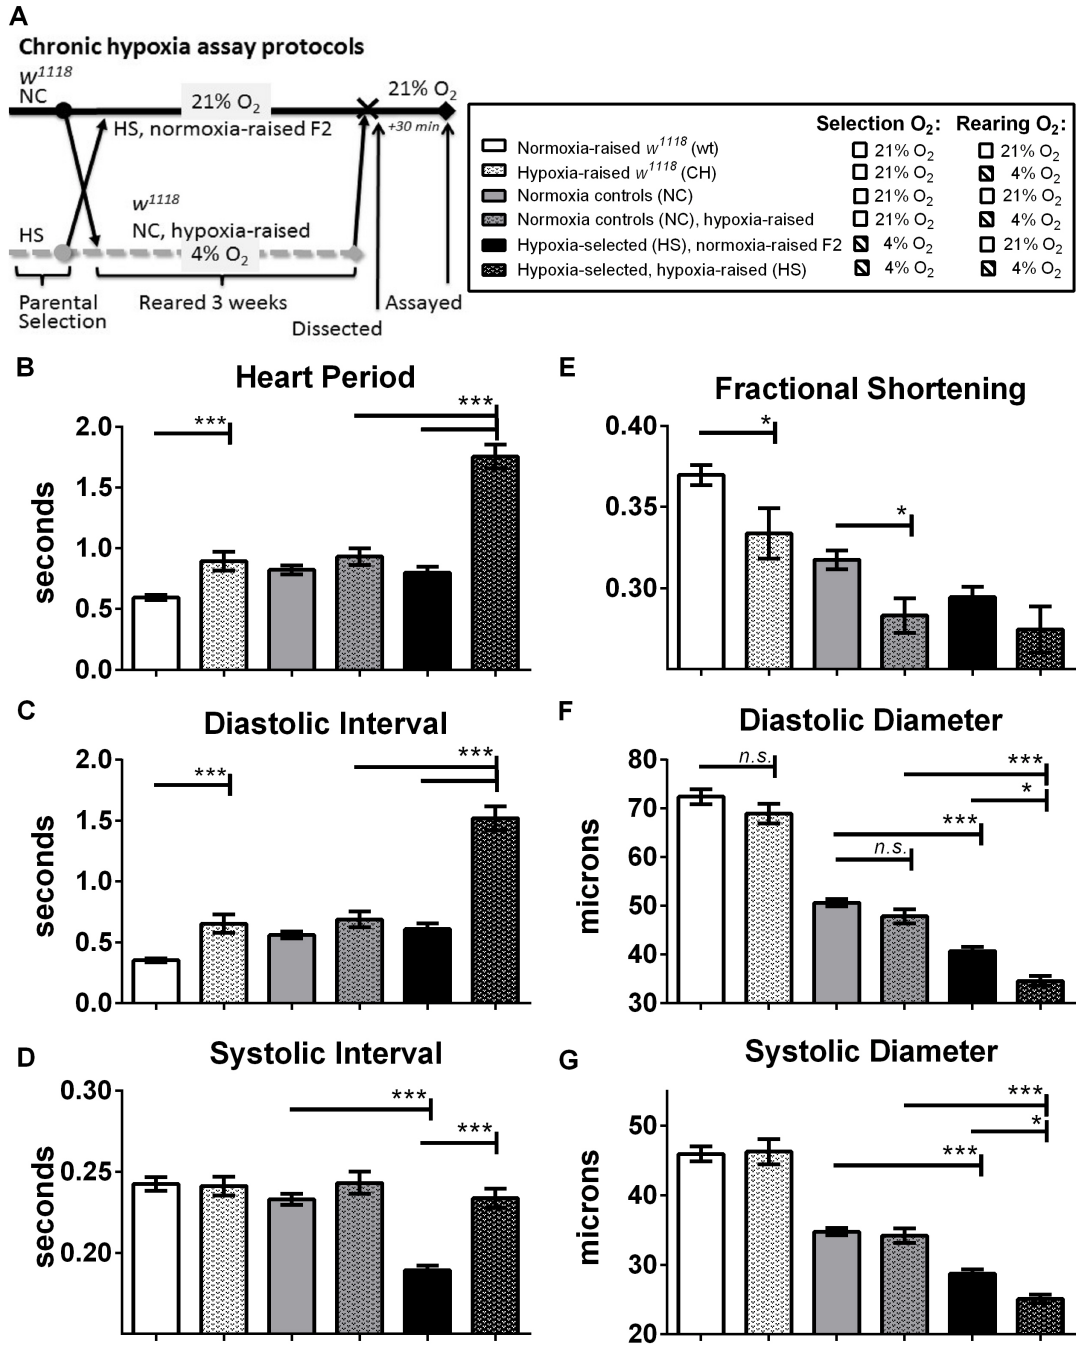 A
Chronic hypoxia assay protocols
w1118
NC
21% O2
21% O2
HS, normoxia-raised F2
+30 min
w1118
NC, hypoxia-raised
HS
4% O2
Parental
Selection
Reared 3 weeks
Assayed
Dissected
Selection O2: Rearing O2:
Normoxia-raised w1118 (wt) 21% O2 21% O2
Hypoxia-raised w1118 (CH) 21% O2 4% O2
Normoxia controls (NC) 21% O2 21% O2
Normoxia controls (NC), hypoxia-raised 21% O2 4% O2
Hypoxia-selected (HS), normoxia-raised F2 4% O2 21% O2
Hypoxia-selected, hypoxia-raised (HS) 4% O2 4% O2
B
Heart Period
seconds
2.0
1.5
1.0
0.5
0.0
***
***
C
Diastolic Interval
seconds
2.0
1.5
1.0
0.5
0.0
***
***
D
Systolic Interval
seconds
0.30
0.25
0.20
***
***
E
Fractional Shortening
0.40
0.35
0.30
*
*
F
Diastolic Diameter
microns
80
70
60
50
40
30
n.s.
***
*
***
n.s.
G
Systolic Diameter
microns
50
40
30
20
***
*
***